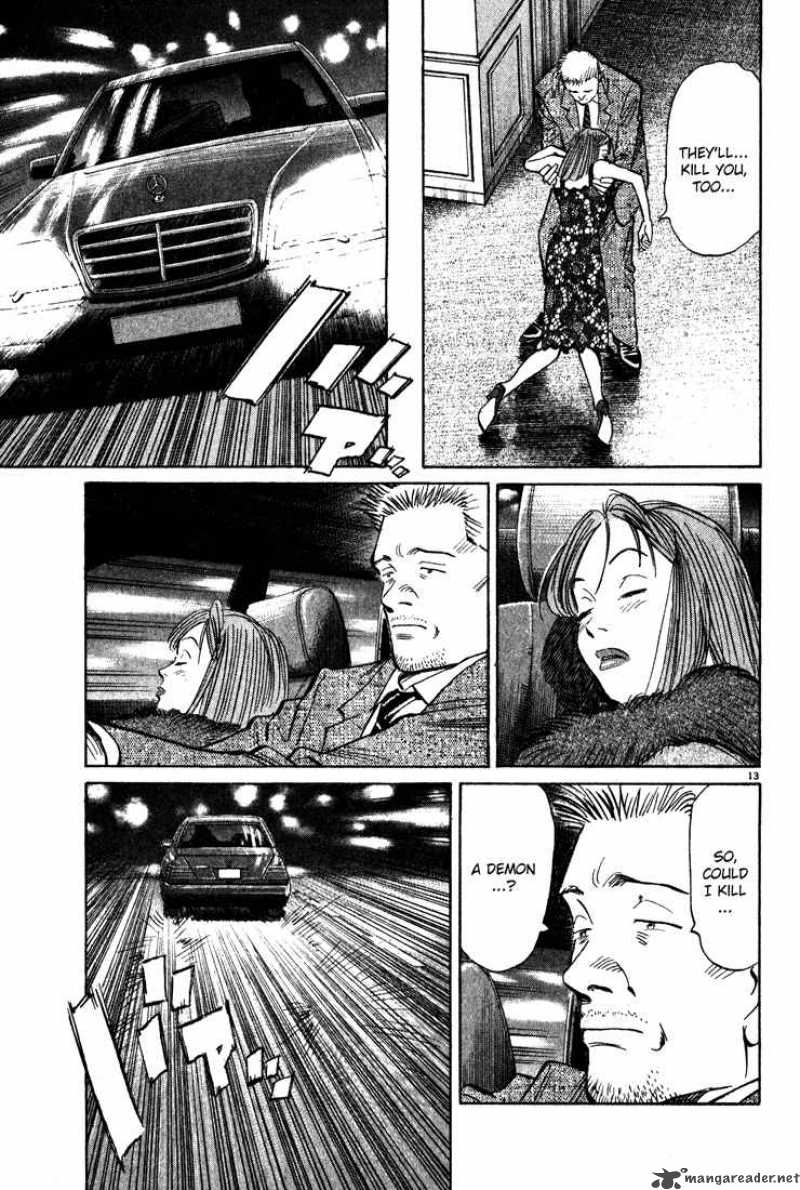 THEY'LL...
KILL YOU,
TOO...
13
SO,
COULD
I KILL
...
A DEMON
...?
mangareader.net